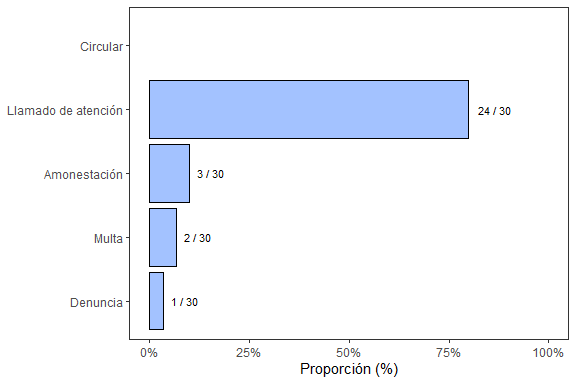 Circular
Llamado de atención
24 / 30
Amonestación
3 / 30
Multa
2 / 30
Denuncia
1 / 30
0%
25%
50%
75%
100%
Proporción (%)